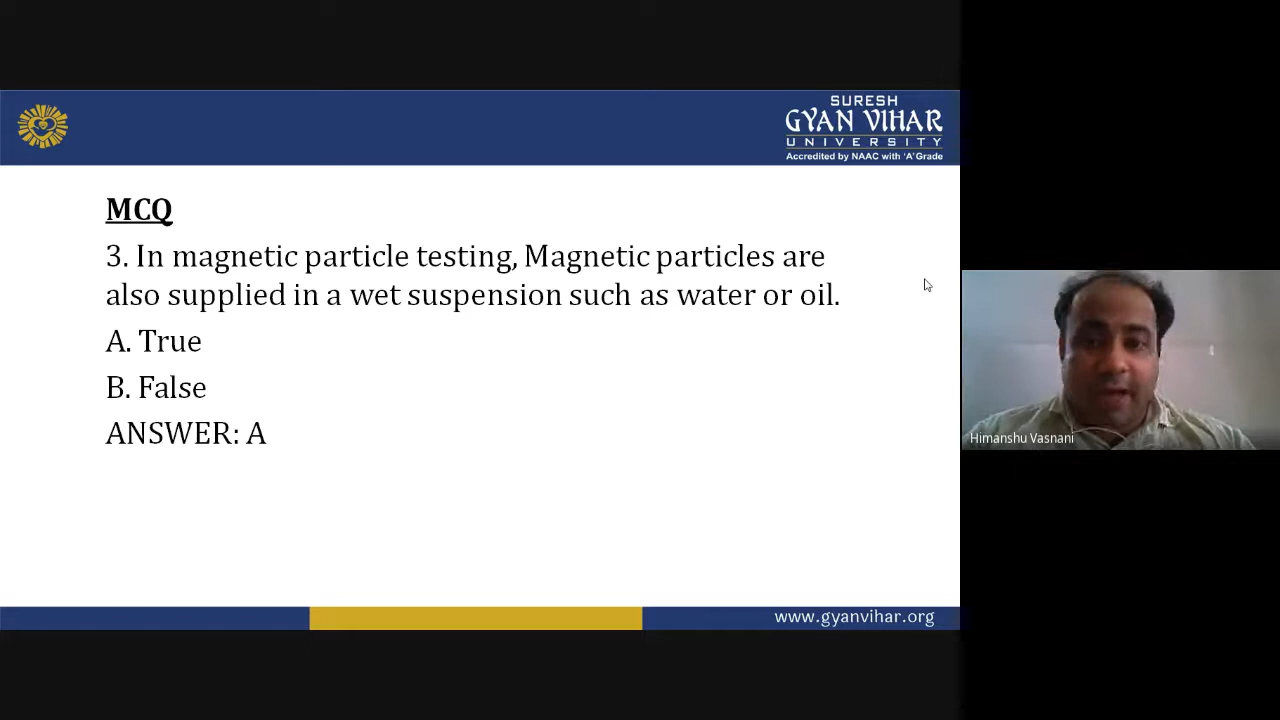 SURESH
GYAN VIHAR
UNIVERSITY
Accredited by NAAC with 'A' Grade
MCQ
3. In magnetic particle testing, Magnetic particles are
also supplied in a wet suspension such as water or oil.
A. True
B. False
ANSWER: A
Himanshu Vasnani
www.gyanvihar.org